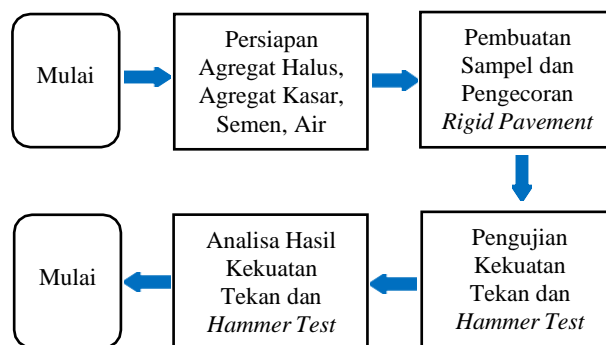 Mulai
Persiapan
Agregat Halus,
Agregat Kasar,
Semen, Air
Pembuatan
Sampel dan
Pengecoran
Rigid Pavement
Pengujian
Kekuatan
Tekan dan
Hammer Test
Analisa Hasil
Kekuatan
Tekan dan
Hammer Test
Mulai